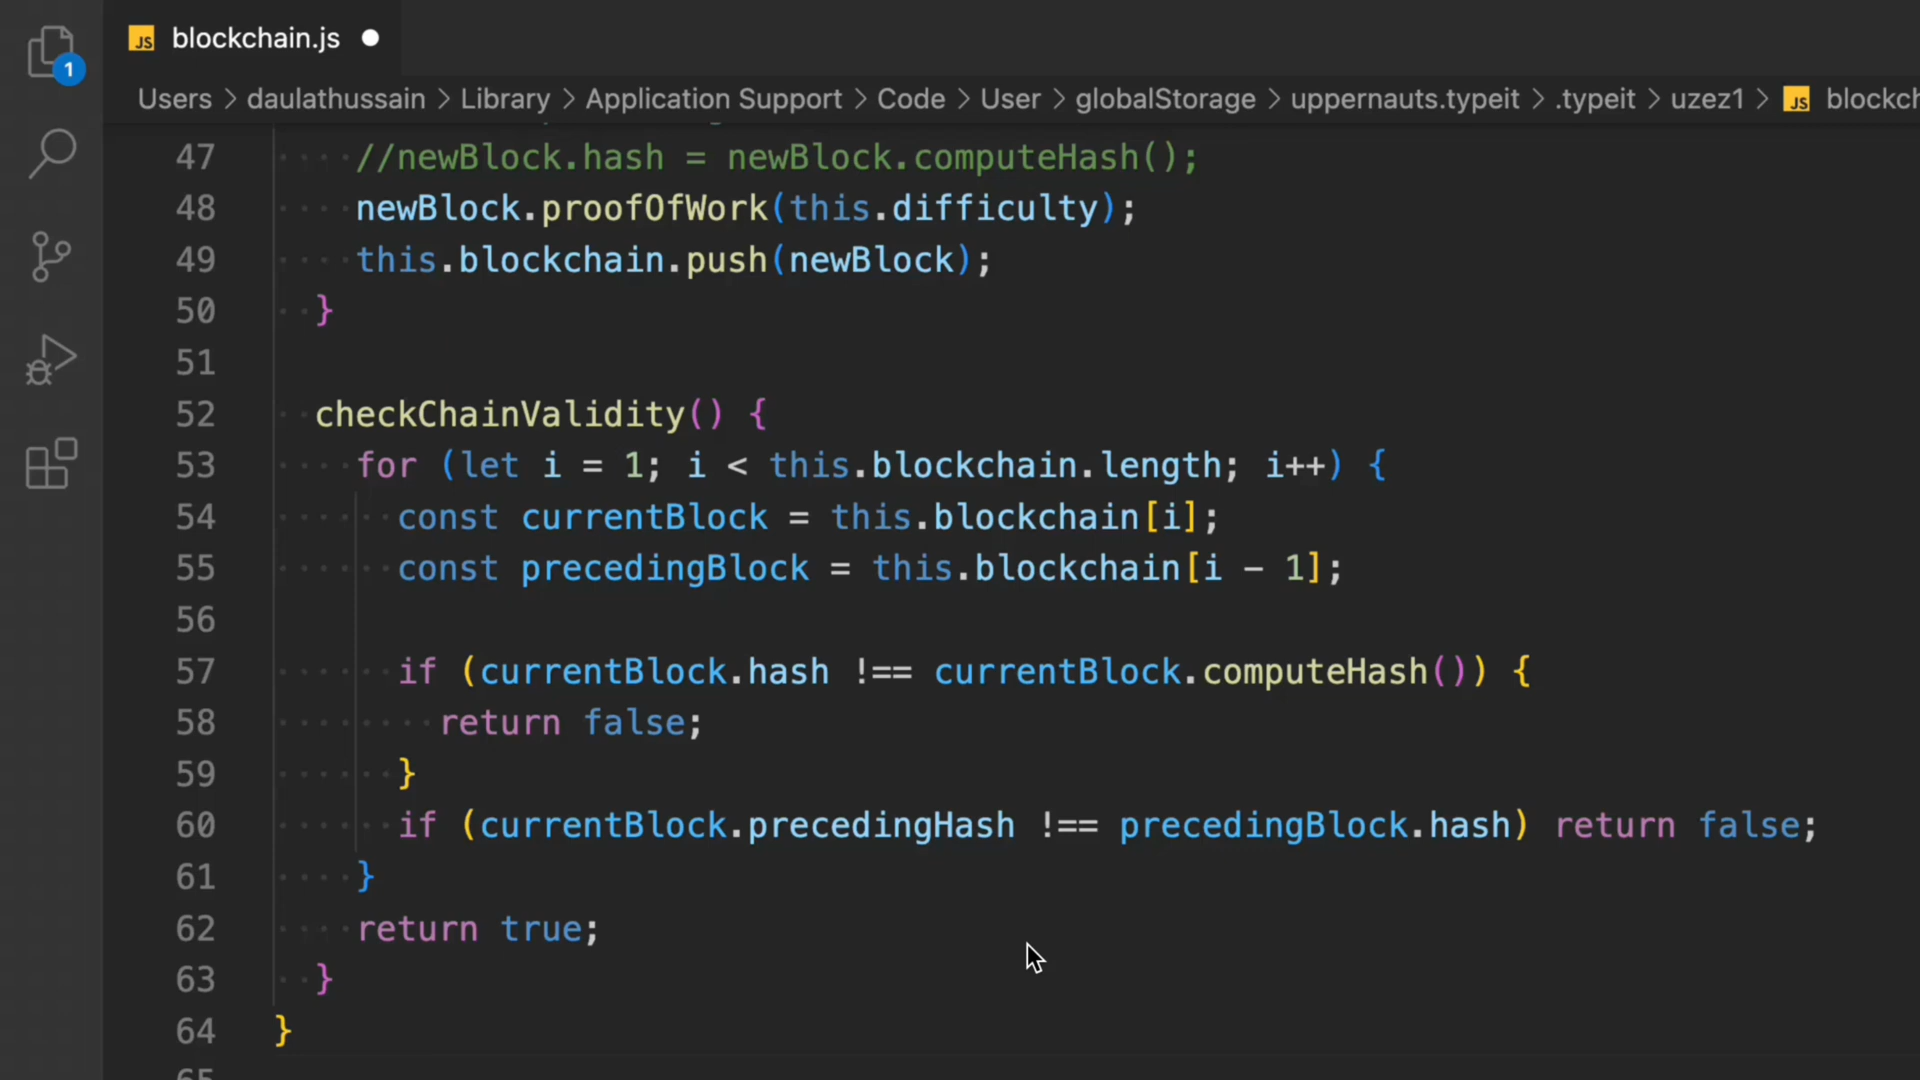 JS blockchain.js
1
Users > daulathussain > Library > Application Support > Code > User > globalStorage > uppernauts.typeit > .typeit > uzez1 > JS blockch
47 //newBlock.hash = newBlock.computeHash();
48 newBlock.proofOfWork(this.difficulty);
49 this.blockchain.push(newBlock);
50 }
51
52 checkChainValidity() {
53 for (let i = 1; i < this.blockchain.length; i++) {
54 const currentBlock = this.blockchain[i];
55 const precedingBlock = this.blockchain[i - 1];
56
57 if (currentBlock.hash !== currentBlock.computeHash()) {
58 return false;
59 }
60 if (currentBlock.precedingHash !== precedingBlock.hash) return false;
61 }
62 return true;
63 }
64 }
65